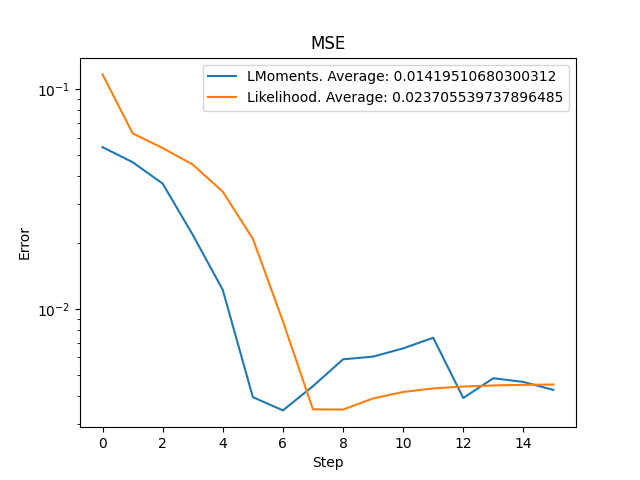 MSE
LMoments. Average: 0.01419510680300312
Likelihood. Average: 0.023705539737896485
10⁻¹
10⁻²
Error
0 2 4 6 8 10 12 14
Step